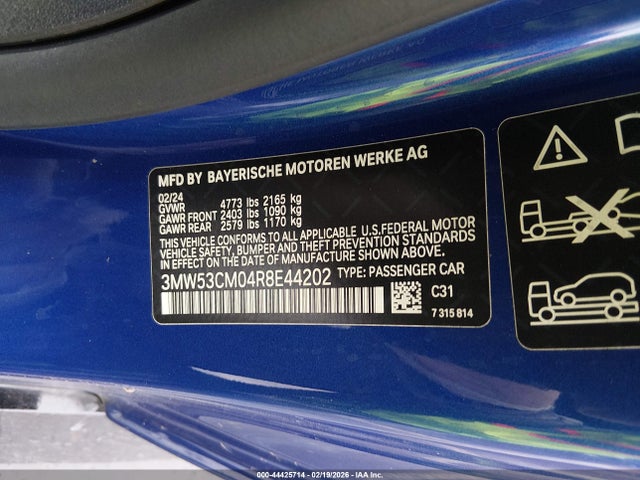 MFD BY BAYERISCHE MOTOREN WERKE AG
02/24
GVWR 4773 lbs 2165 kg
GAWR FRONT 2403 lbs 1090 kg
GAWR REAR 2579 lbs 1170 kg
THIS VEHICLE CONFORMS TO ALL APPLICABLE U.S.FEDERAL MOTOR
VEHICLE SAFETY, BUMPER AND THEFT PREVENTION STANDARDS
IN EFFECT ON THE DATE OF MANUFACTURE SHOWN ABOVE.
3MW53CM04R8E44202 TYPE: PASSENGER CAR
C31
7 315 814
000-44425714 - 02/19/2026 - IAA Inc.